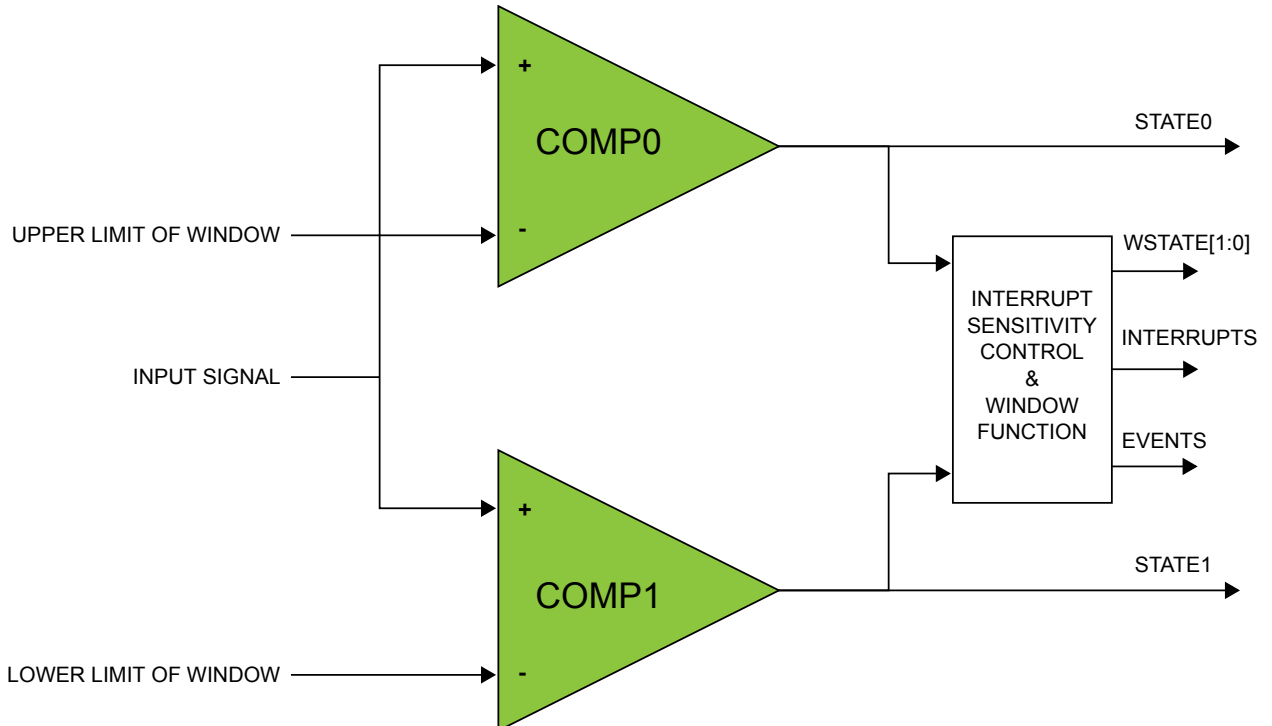 +
COMP0
-
STATE0
UPPER LIMIT OF WINDOW
INPUT SIGNAL
INTERRUPT
SENSITIVITY
CONTROL
&
WINDOW
FUNCTION
WSTATE[1:0]
INTERRUPTS
EVENTS
+
COMP1
-
STATE1
LOWER LIMIT OF WINDOW